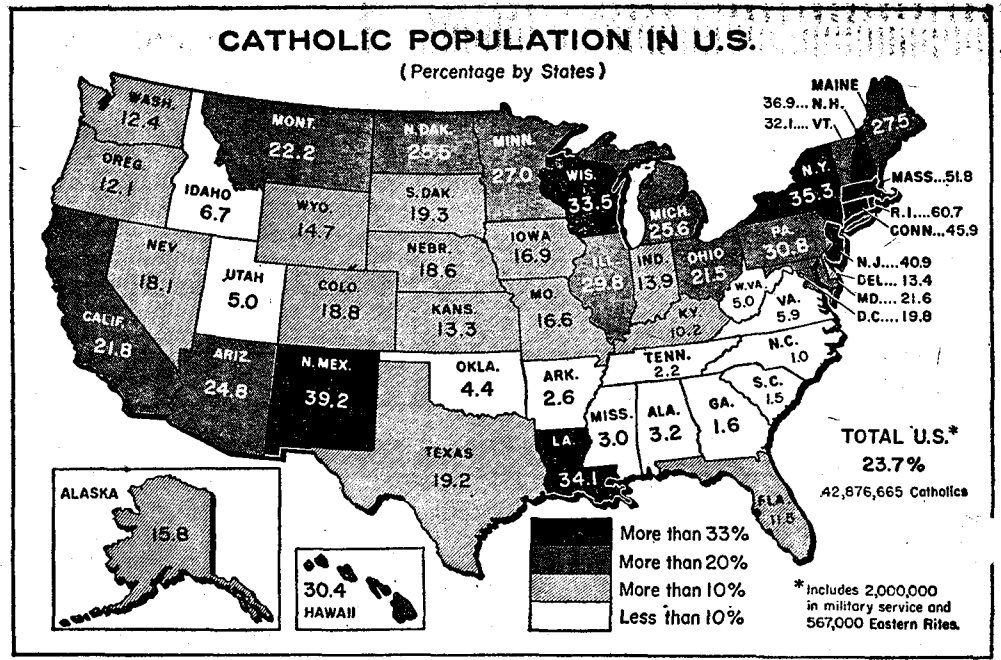 CATHOLIC POPULATION IN U.S.
(Percentage by States)
WASH.
12.4
OREG.
12.1
IDAHO
6.7
MONT.
22.2
N.DAK.
25.5
MINN.
27.0
WIS.
33.5
MICH.
25.6
MAINE
27.5
36.9... N.H.
32.1.... VT.
N.Y.
35.3
MASS...51.8
R.I....60.7
CONN...45.9
N.J....40.9
DEL... 13.4
MD.... 21.6
D.C.... 19.8
S.DAK.
19.3
WYO.
14.7
NEBR.
18.6
IOWA
16.9
ILL.
29.8
IND.
13.9
OHIO
21.5
PA.
30.8
W.VA.
5.0
VA.
5.9
NEV.
18.1
UTAH
5.0
COLO.
18.8
KANS.
13.3
MO.
16.6
KY.
10.2
CALIF.
21.8
ARIZ.
24.8
N.MEX.
39.2
OKLA.
4.4
ARK.
2.6
TENN.
2.2
N.C.
1.0
S.C.
1.5
MISS.
3.0
ALA.
3.2
GA.
1.6
TEXAS
19.2
LA.
34.1
FLA.
11.5
TOTAL U.S.*
23.7%
42,876,665 Catholics
ALASKA
15.8
30.4
HAWAII
More than 33%
More than 20%
More than 10%
Less than 10%
*Includes 2,000,000
in military service and
567,000 Eastern Rites.